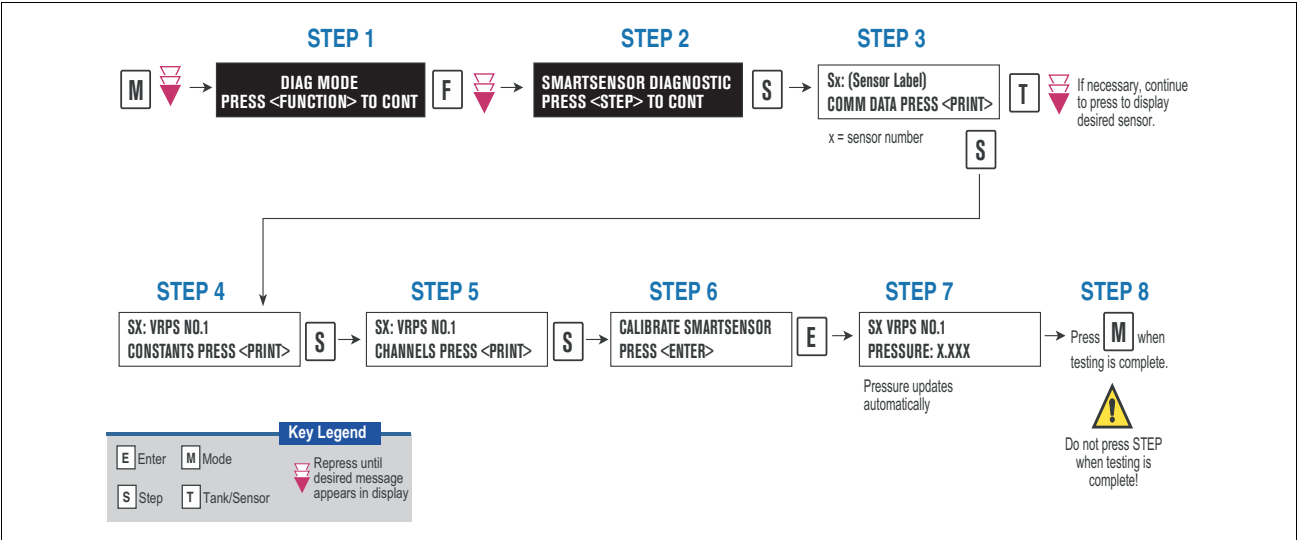 STEP 1
STEP 2
STEP 3
M
DIAG MODE
PRESS <FUNCTION> TO CONT
F
SMARTSENSOR DIAGNOSTIC
PRESS <STEP> TO CONT
S
Sx: (Sensor Label)
COMM DATA PRESS <PRINT>
T
If necessary, continue
to press to display
desired sensor.
x = sensor number
S
STEP 4
STEP 5
STEP 6
STEP 7
STEP 8
SX: VRPS NO.1
CONSTANTS PRESS <PRINT>
S
SX: VRPS NO.1
CHANNELS PRESS <PRINT>
S
CALIBRATE SMARTSENSOR
PRESS <ENTER>
E
SX VRPS NO.1
PRESSURE: X.XXX
Press M when
testing is complete.
Pressure updates
automatically
!
Do not press STEP
when testing is
complete!
Key Legend
E Enter
M Mode
S Step
T Tank/Sensor
Repress until
desired message
appears in display